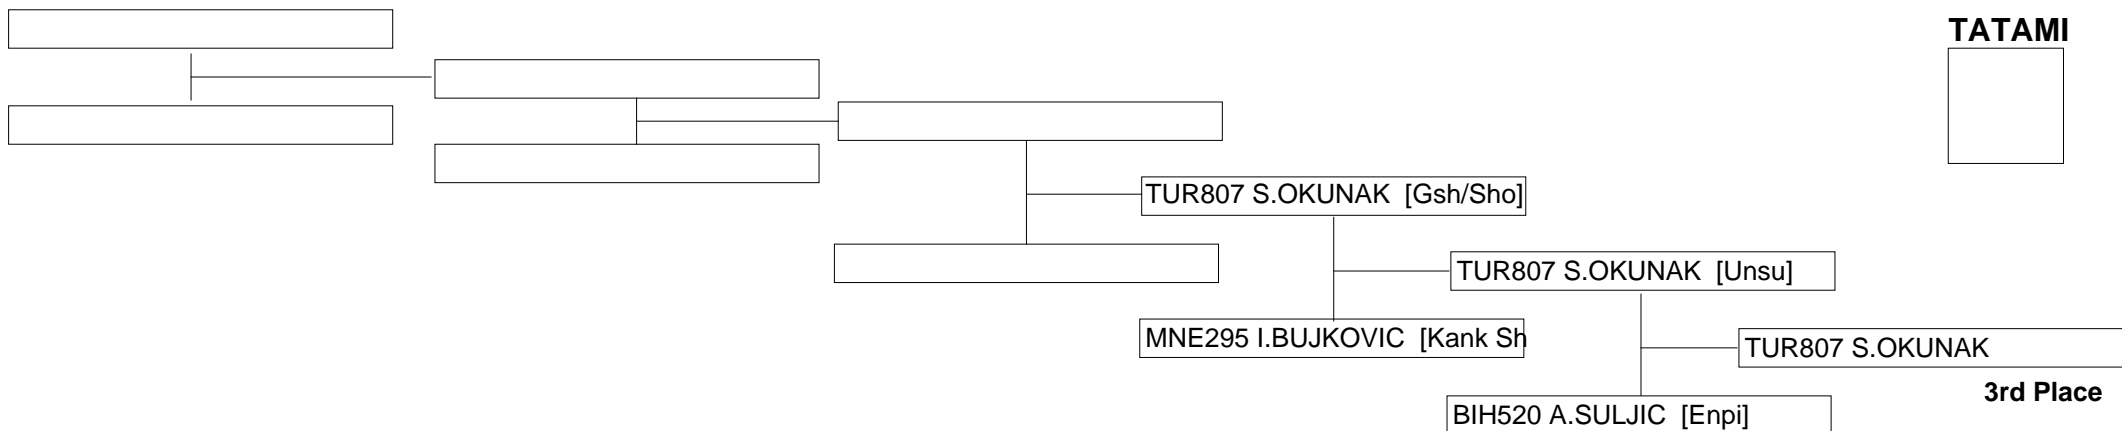 TATAMI
TUR807 S.OKUNAK [Gsh/Sho]
TUR807 S.OKUNAK [Unsu]
MNE295 I.BUJKOVIC [Kank Sh
TUR807 S.OKUNAK
3rd Place
BIH520 A.SULJIC [Enpi]